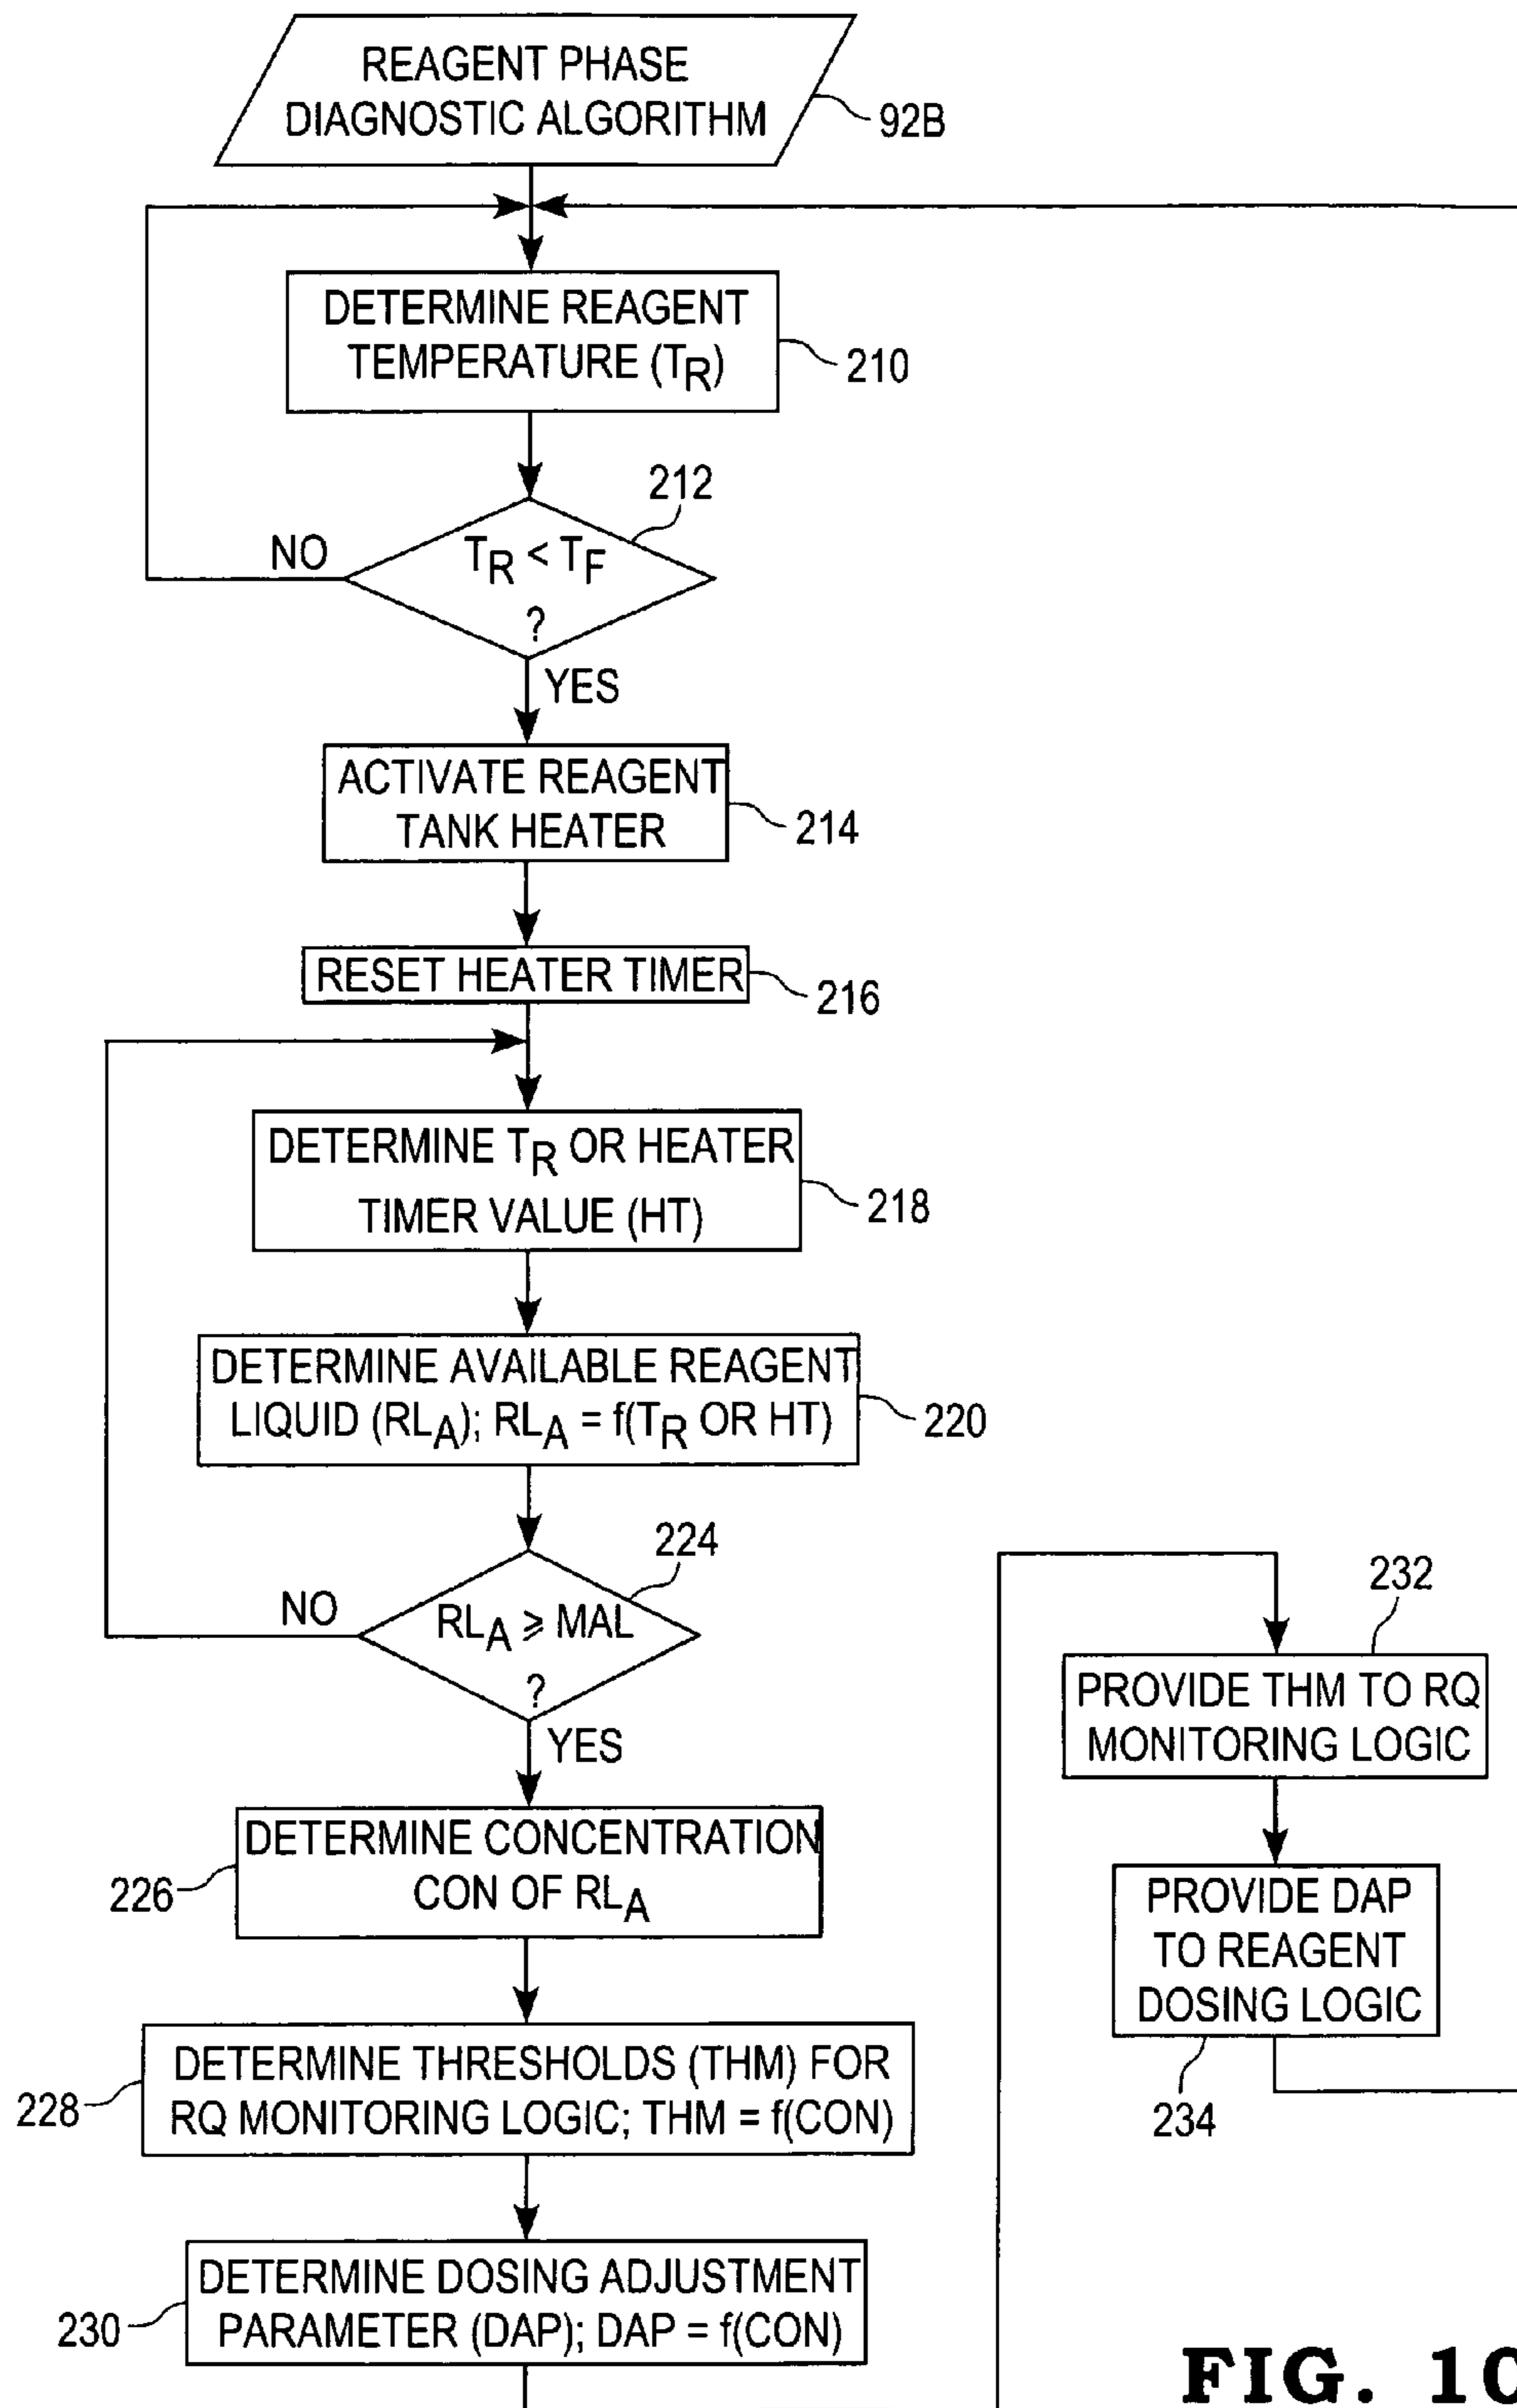 REAGENT PHASE
DIAGNOSTIC ALGORITHM
92B
DETERMINE REAGENT
TEMPERATURE (TR)
210
212
TR < TF
?
NO
YES
ACTIVATE REAGENT
TANK HEATER
214
RESET HEATER TIMER
216
DETERMINE TR OR HEATER
TIMER VALUE (HT)
218
DETERMINE AVAILABLE REAGENT
LIQUID (RLA); RLA = f(TR OR HT)
220
224
RLA ⩾ MAL
?
NO
YES
DETERMINE CONCENTRATION
CON OF RLA
226
DETERMINE THRESHOLDS (THM) FOR
RQ MONITORING LOGIC; THM = f(CON)
228
DETERMINE DOSING ADJUSTMENT
PARAMETER (DAP); DAP = f(CON)
230
232
PROVIDE THM TO RQ
MONITORING LOGIC
PROVIDE DAP
TO REAGENT
DOSING LOGIC
234
FIG. 10